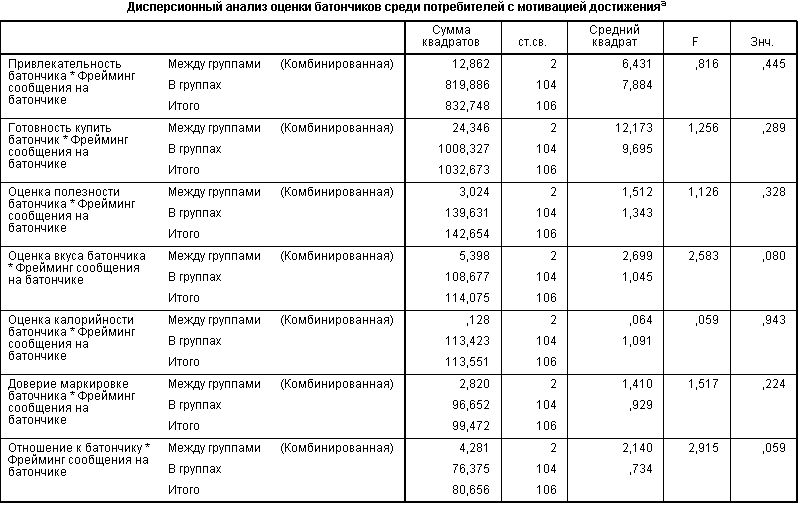 Дисперсионный анализ оценки батончиков среди потребителей с мотивацией достижения^a
Сумма квадратов ст.св. Средний квадрат F Знч.
Привлекательность батончика * Фрейминг сообщения на батончике Между группами (Комбинированная) 12,862 2 6,431 ,816 ,445
В группах 819,886 104 7,884
Итого 832,748 106
Готовность купить батончик * Фрейминг сообщения на батончике Между группами (Комбинированная) 24,346 2 12,173 1,256 ,289
В группах 1008,327 104 9,695
Итого 1032,673 106
Оценка полезности батончика * Фрейминг сообщения на батончике Между группами (Комбинированная) 3,024 2 1,512 1,126 ,328
В группах 139,631 104 1,343
Итого 142,654 106
Оценка вкуса батончика * Фрейминг сообщения на батончике Между группами (Комбинированная) 5,398 2 2,699 2,583 ,080
В группах 108,677 104 1,045
Итого 114,075 106
Оценка калорийности батончика * Фрейминг сообщения на батончике Между группами (Комбинированная) ,128 2 ,064 ,059 ,943
В группах 113,423 104 1,091
Итого 113,551 106
Доверие маркировке баточника * Фрейминг сообщения на батончике Между группами (Комбинированная) 2,820 2 1,410 1,517 ,224
В группах 96,652 104 ,929
Итого 99,472 106
Отношение к батончику * Фрейминг сообщения на батончике Между группами (Комбинированная) 4,281 2 2,140 2,915 ,059
В группах 76,375 104 ,734
Итого 80,656 106